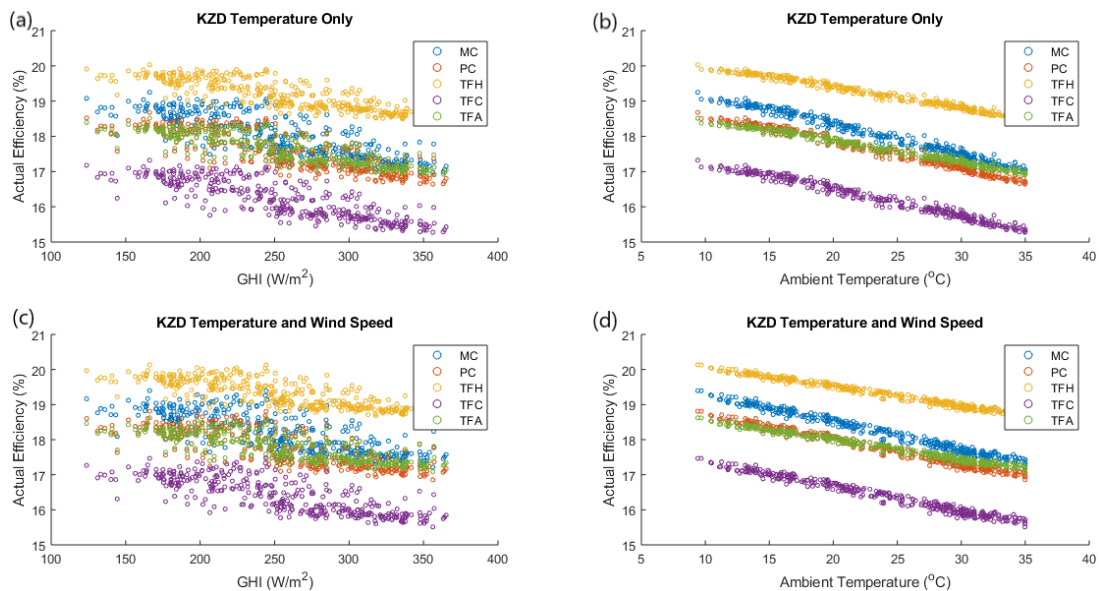 (a)
KZD Temperature Only
21
20
19
18
17
16
15
Actual Efficiency (%)
MC
PC
TFH
TFC
TFA
100 150 200 250 300 350 400
GHI (W/m²)
(b)
KZD Temperature Only
21
20
19
18
17
16
15
Actual Efficiency (%)
MC
PC
TFH
TFC
TFA
5 10 15 20 25 30 35 40
Ambient Temperature (°C)
(c)
KZD Temperature and Wind Speed
21
20
19
18
17
16
15
Actual Efficiency (%)
MC
PC
TFH
TFC
TFA
100 150 200 250 300 350 400
GHI (W/m²)
(d)
KZD Temperature and Wind Speed
21
20
19
18
17
16
15
Actual Efficiency (%)
MC
PC
TFH
TFC
TFA
5 10 15 20 25 30 35 40
Ambient Temperature (°C)